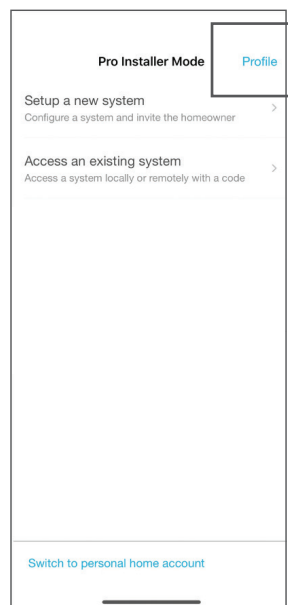 Pro Installer Mode Profile
Setup a new system
Configure a system and invite the homeowner
Access an existing system
Access a system locally or remotely with a code
Switch to personal home account